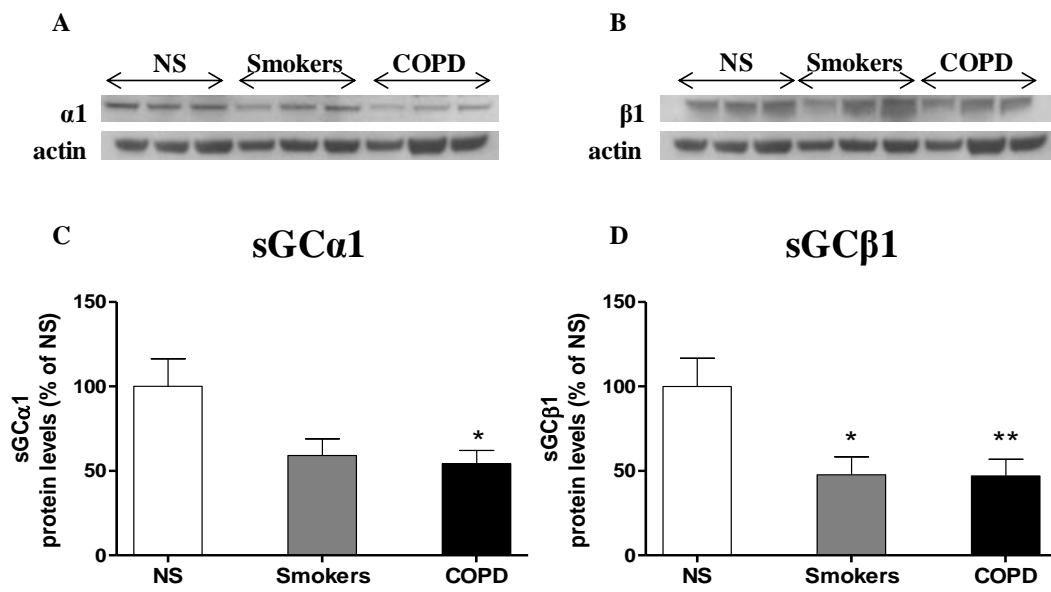 A
NS Smokers COPD
α1
actin
B
NS Smokers COPD
β1
actin
C
sGCα1
sGCα1
protein levels (% of NS)
150
100
50
0
*
NS Smokers COPD
D
sGCβ1
sGCβ1
protein levels (% of NS)
150
100
50
0
* **
NS Smokers COPD